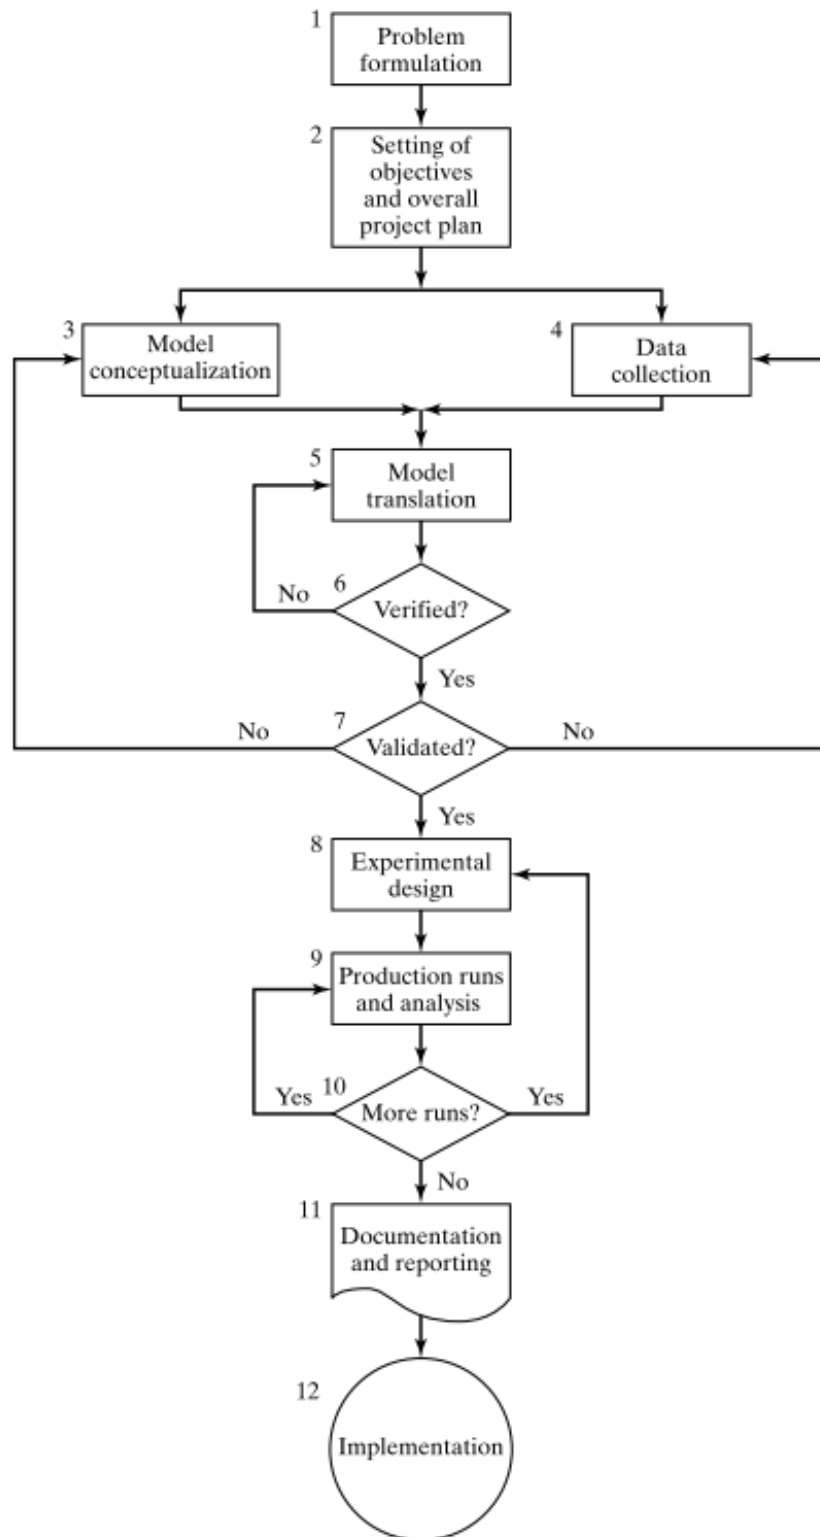 1
Problem
formulation
2
Setting of
objectives
and overall
project plan
3
Model
conceptualization
4
Data
collection
5
Model
translation
6
No
Verified?
Yes
7
No
Validated?
No
Yes
8
Experimental
design
9
Production runs
and analysis
10
Yes
More runs?
Yes
No
11
Documentation
and reporting
12
Implementation